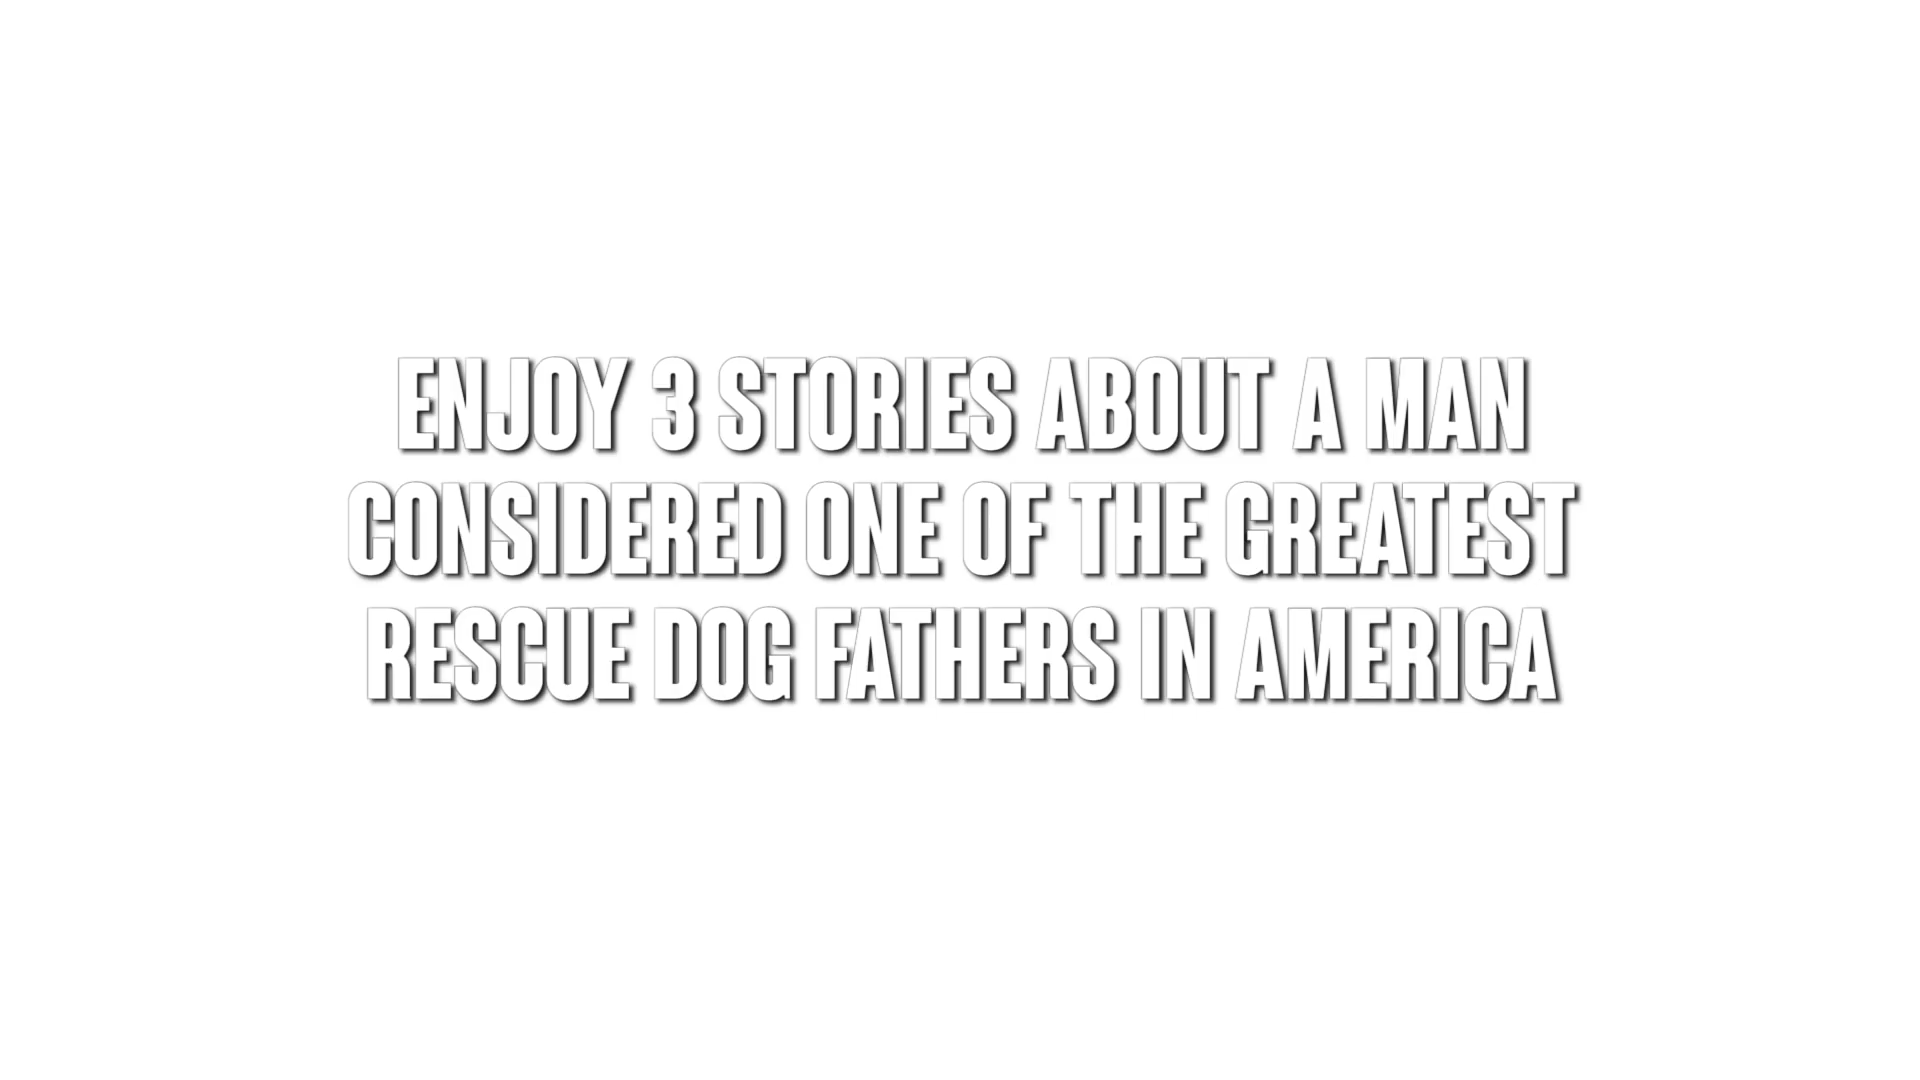 ENJOY 3 STORIES ABOUT A MAN
CONSIDERED ONE OF THE GREATEST
RESCUE DOG FATHERS IN AMERICA